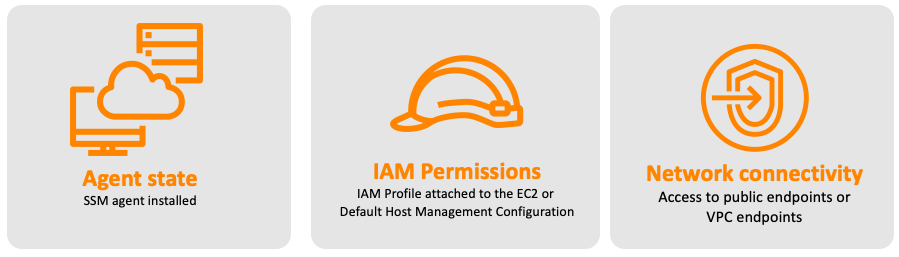 Agent state
SSM agent installed
IAM Permissions
IAM Profile attached to the EC2 or
Default Host Management Configuration
Network connectivity
Access to public endpoints or
VPC endpoints